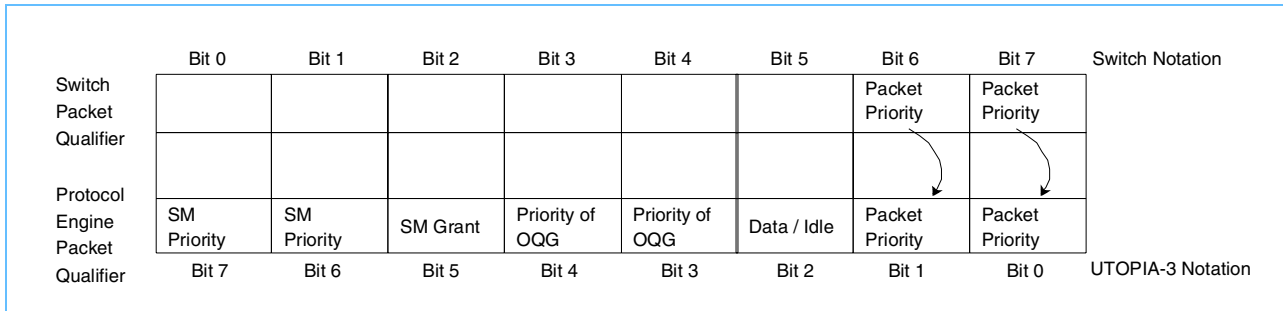 Bit 0 Bit 1 Bit 2 Bit 3 Bit 4 Bit 5 Bit 6 Bit 7 Switch Notation
Switch
Packet
Qualifier
Packet
Priority
Packet
Priority
Protocol
Engine
Packet
Qualifier
SM
Priority
SM
Priority
SM Grant
Priority of
OQG
Priority of
OQG
Data / Idle
Packet
Priority
Packet
Priority
Bit 7 Bit 6 Bit 5 Bit 4 Bit 3 Bit 2 Bit 1 Bit 0 UTOPIA-3 Notation